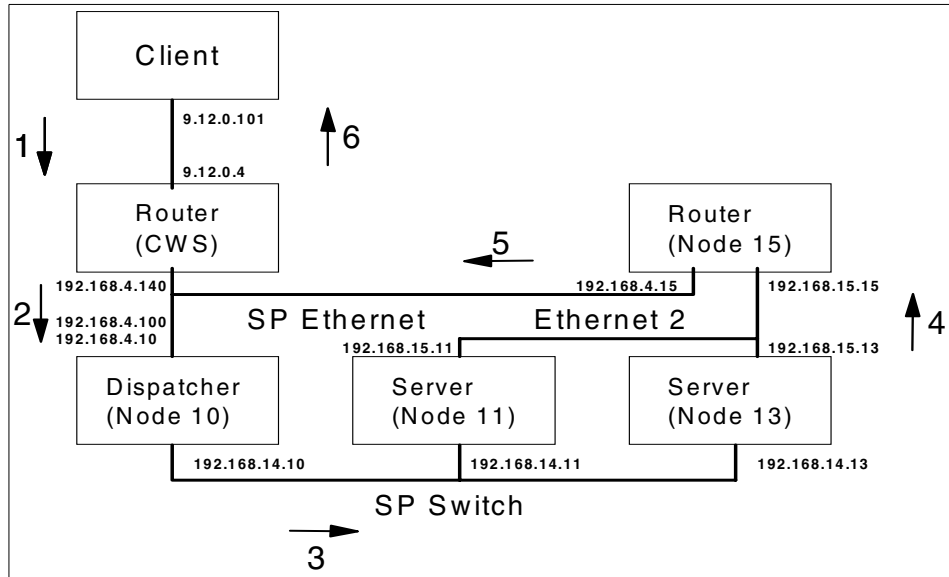 Client
9.12.0.101
1
6
9.12.0.4
Router
(CWS)
Router
(Node 15)
5
192.168.4.140
192.168.4.15
192.168.15.15
2
192.168.4.100
192.168.4.10
SP Ethernet
Ethernet 2
4
192.168.15.11
192.168.15.13
Dispatcher
(Node 10)
Server
(Node 11)
Server
(Node 13)
192.168.14.10
192.168.14.11
192.168.14.13
SP Switch
3